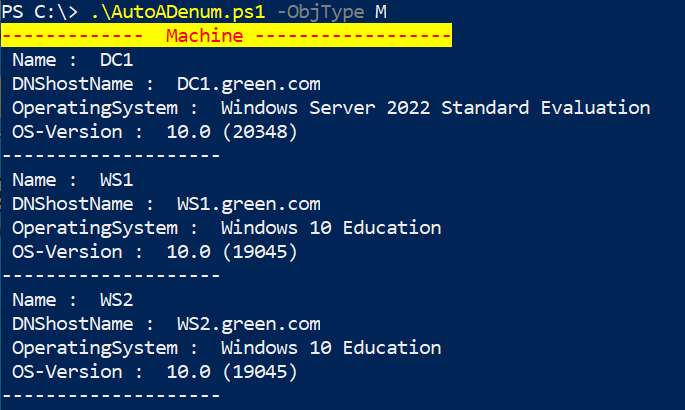 PS C:\> .\AutoADenum.ps1 -ObjType M
-------------  Machine ------------------
Name :  DC1
DNShostName :  DC1.green.com
OperatingSystem :  Windows Server 2022 Standard Evaluation
OS-Version :  10.0 (20348)
--------------------
Name :  WS1
DNShostName :  WS1.green.com
OperatingSystem :  Windows 10 Education
OS-Version :  10.0 (19045)
--------------------
Name :  WS2
DNShostName :  WS2.green.com
OperatingSystem :  Windows 10 Education
OS-Version :  10.0 (19045)
--------------------